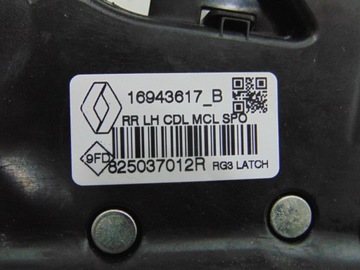 16943617_B
RR LH CDL MCL SPO
9FD
825037012R RG3 LATCH